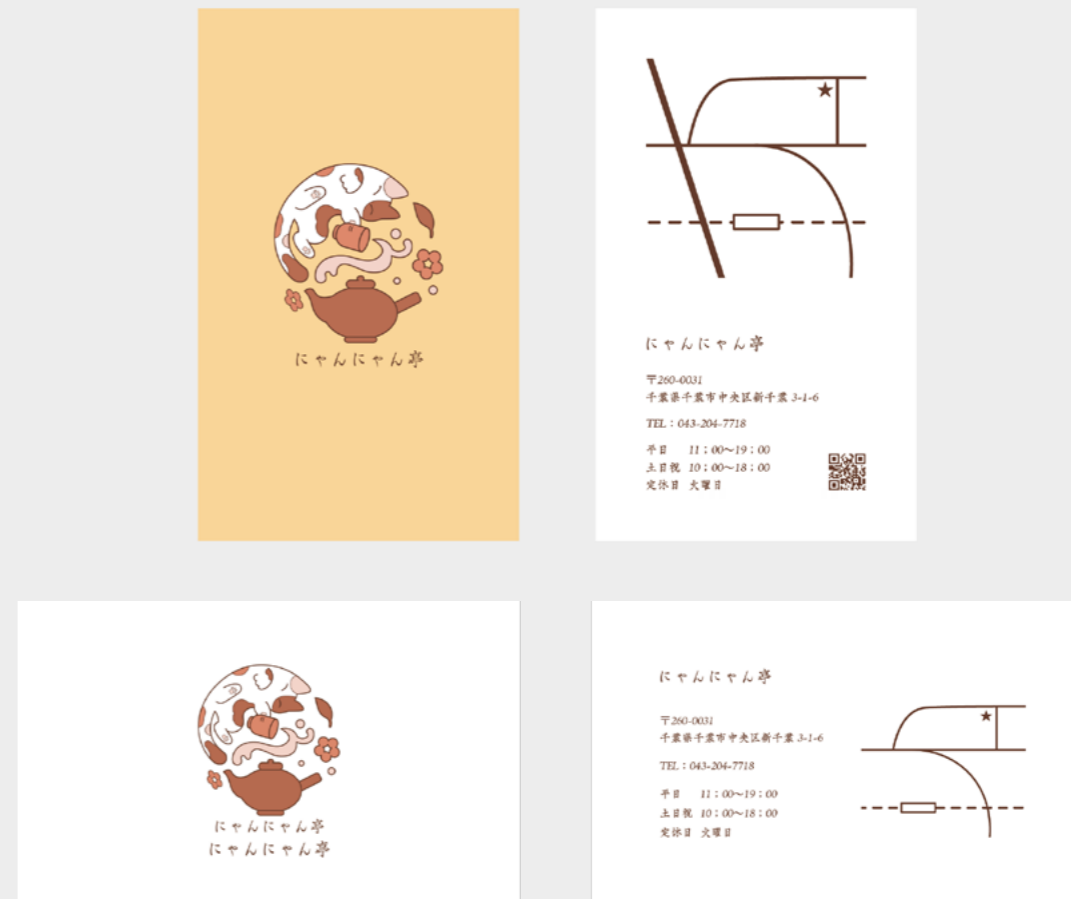 にゃんにゃん亭
にゃんにゃん亭
〒260-0031
千葉県千葉市中央区新千葉 3-1-6
TEL：043-204-7718
平日 11：00〜19：00
土日祝 10：00〜18：00
定休日 火曜日
にゃんにゃん亭
にゃんにゃん亭
にゃんにゃん亭
〒260-0031
千葉県千葉市中央区新千葉 3-1-6
TEL：043-204-7718
平日 11：00〜19：00
土日祝 10：00〜18：00
定休日 火曜日